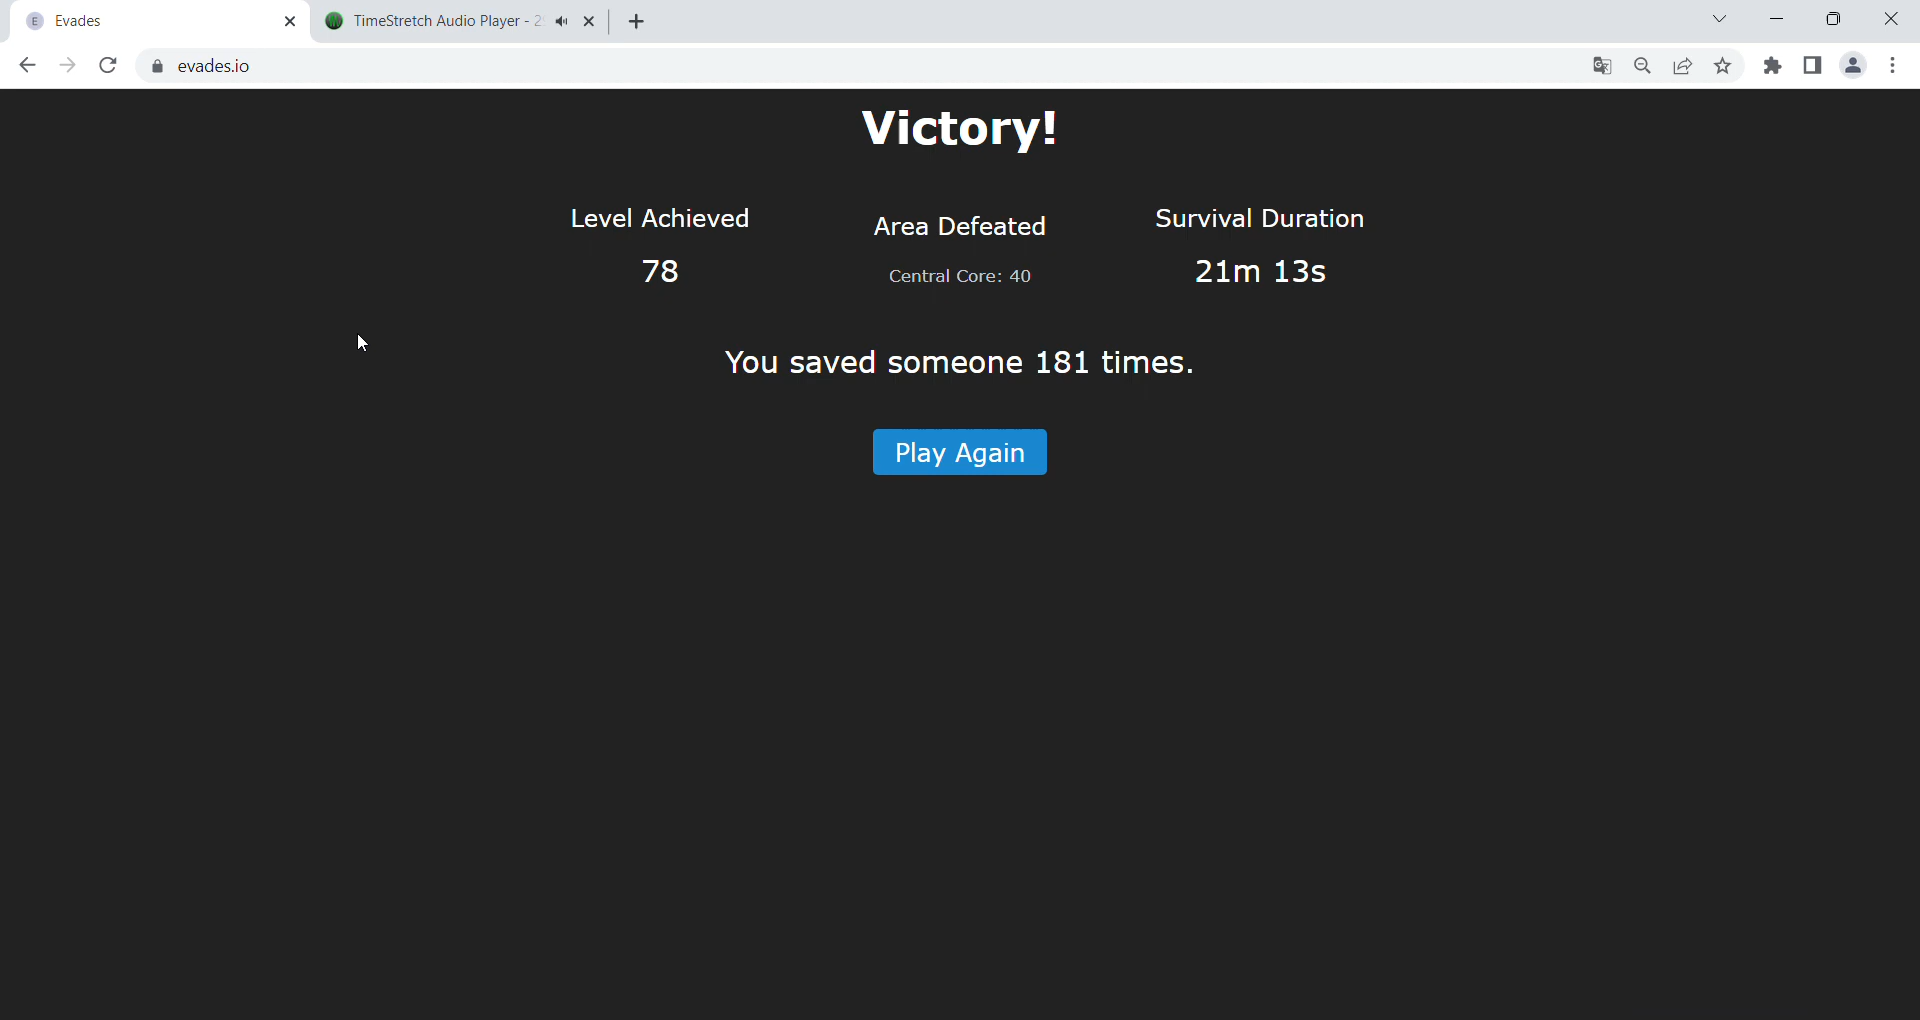 Evades
TimeStretch Audio Player -
evades.io
Victory!
Level Achieved
78
Area Defeated
Central Core: 40
Survival Duration
21m 13s
You saved someone 181 times.
Play Again